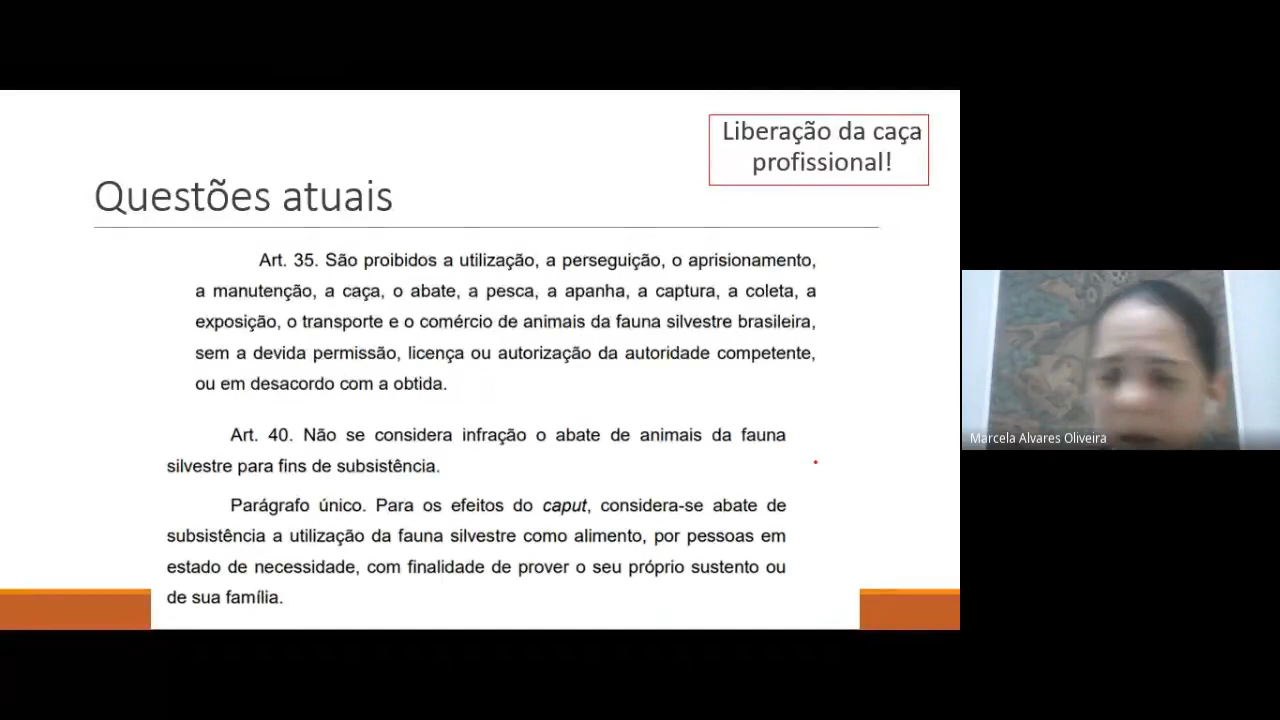 Liberação da caça
profissional!
Questões atuais
Art. 35. São proibidos a utilização, a perseguição, o aprisionamento,
a manutenção, a caça, o abate, a pesca, a apanha, a captura, a coleta, a
exposição, o transporte e o comércio de animais da fauna silvestre brasileira,
sem a devida permissão, licença ou autorização da autoridade competente,
ou em desacordo com a obtida.
Art. 40. Não se considera infração o abate de animais da fauna
silvestre para fins de subsistência.
Parágrafo único. Para os efeitos do caput, considera-se abate de
subsistência a utilização da fauna silvestre como alimento, por pessoas em
estado de necessidade, com finalidade de prover o seu próprio sustento ou
de sua família.
Marcela Alvares Oliveira